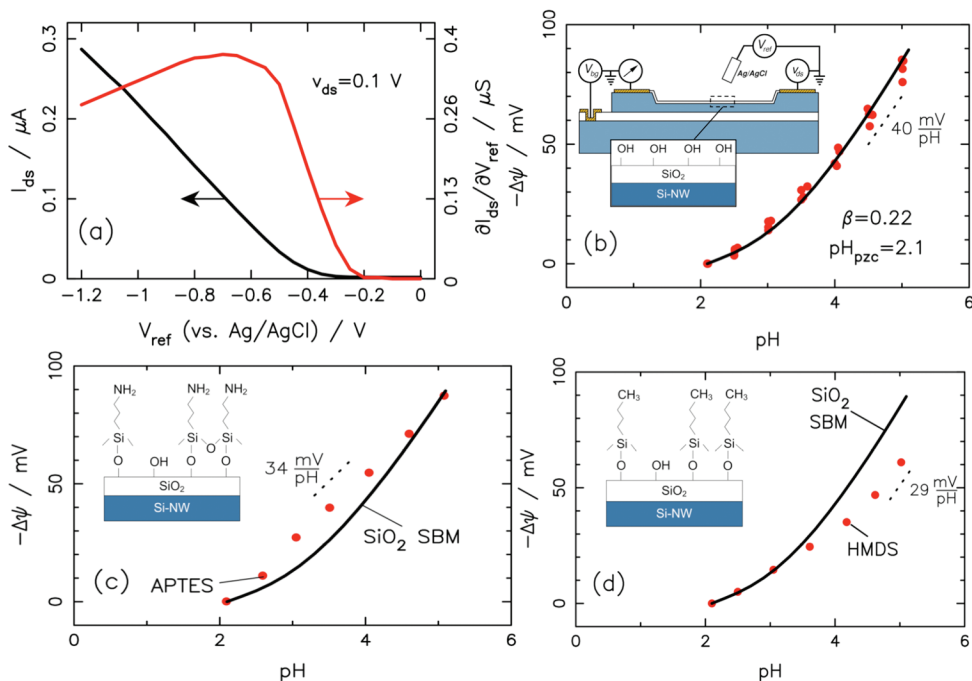 0.3
0.2
0.1
0
I_ds / μA
v_ds=0.1 V
(a)
0.4
0.26
0.13
0
∂I_ds/∂V_ref / μS
−1.2 −1 −0.8 −0.6 −0.4 −0.2 0
V_ref (vs. Ag/AgCl) / V
100
50
0
−Δψ / mV
V_bg
V_ref
Ag/AgCl
V_ds
OH OH OH OH
SiO2
Si-NW
40 mV/pH
(b)
β=0.22
pH_pzc=2.1
0 2 4 6
pH
100
50
0
−Δψ / mV
NH2 NH2 NH2
Si Si Si
O
O OH O O
SiO2
Si-NW
34 mV/pH
SiO2 SBM
(c)
APTES
0 2 4 6
pH
100
50
0
−Δψ / mV
CH3 CH3 CH3
Si Si Si
O OH O O
SiO2
Si-NW
SiO2
SBM
29 mV/pH
HMDS
(d)
0 2 4 6
pH